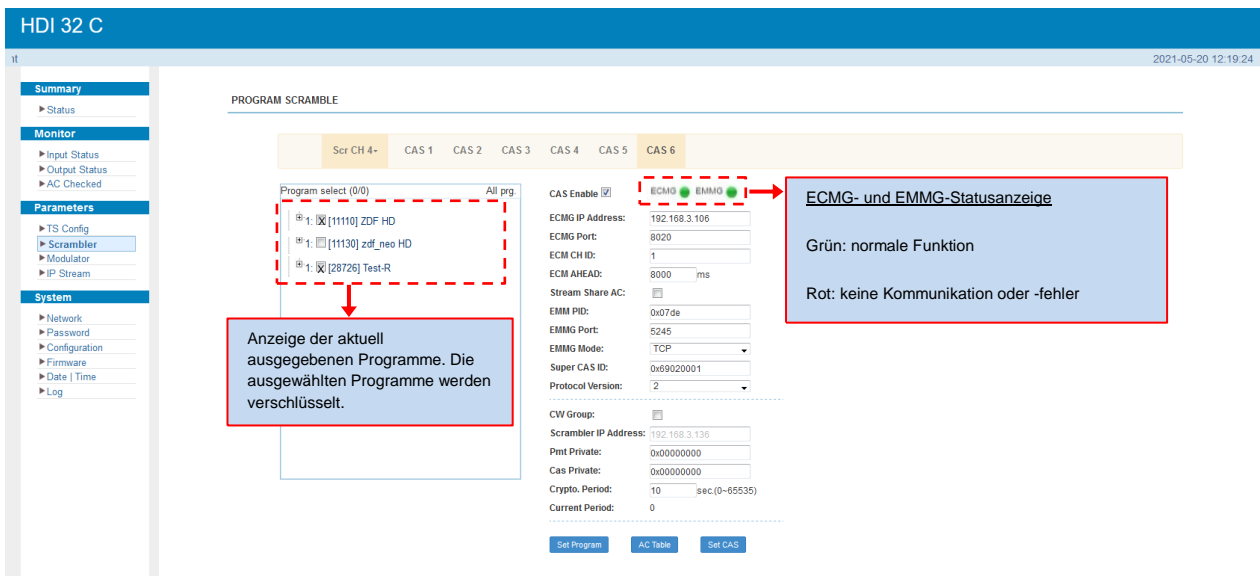 HDI 32 C
nt
2021-05-20 12:19:24
Summary
Status
Monitor
Input Status
Output Status
AC Checked
Parameters
TS Config
Scrambler
Modulator
IP Stream
System
Network
Password
Configuration
Firmware
Date | Time
Log
PROGRAM SCRAMBLE
Scr CH 4 CAS 1 CAS 2 CAS 3 CAS 4 CAS 5 CAS 6
Program select (0/0) All prg.
1: [11110] ZDF HD
1: [11130] zdf_neo HD
1: [28726] Test-R
Anzeige der aktuell
ausgegebenen Programme. Die
ausgewählten Programme werden
verschlüsselt.
CAS Enable ECMG EMMG
ECMG IP Address: 192.168.3.106
ECMG Port: 8020
ECM CH ID: 1
ECM AHEAD: 8000 ms
Stream Share AC:
EMM PID: 0x07de
EMMG Port: 5245
EMMG Mode: TCP
Super CAS ID: 0x69020001
Protocol Version: 2
CW Group:
Scrambler IP Address: 192.168.3.136
Pmt Private: 0x00000000
Cas Private: 0x00000000
Crypto. Period: 10 sec.(0~65535)
Current Period: 0
Set Program AC Table Set CAS
ECMG- und EMMG-Statusanzeige
Grün: normale Funktion
Rot: keine Kommunikation oder -fehler